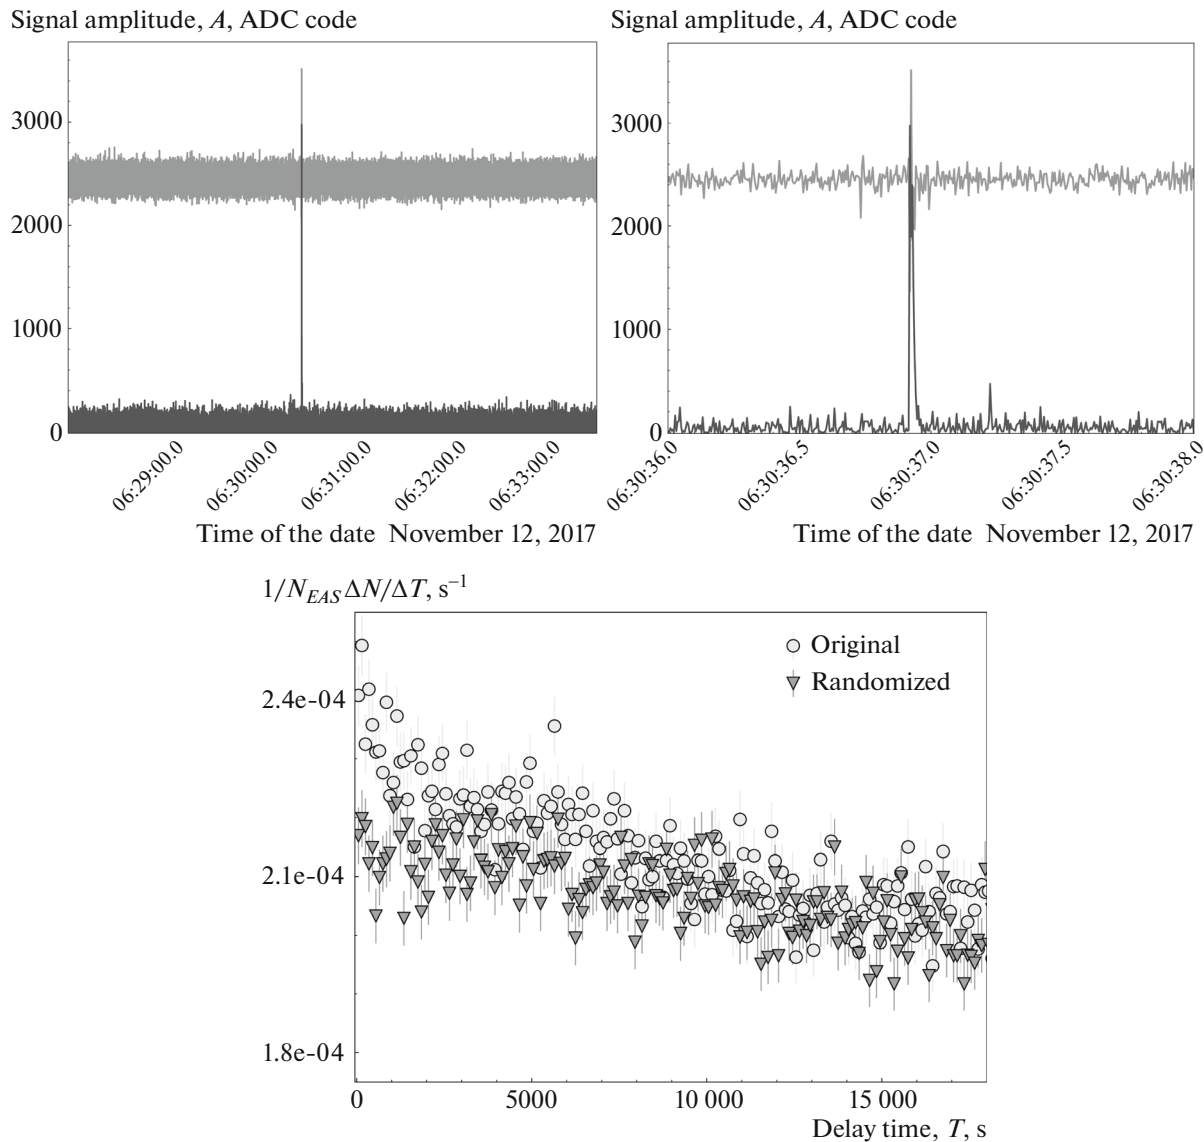 Signal amplitude, A, ADC code
3000
2000
1000
0
06:29:00.0
06:30:00.0
06:31:00.0
06:32:00.0
06:33:00.0
Time of the date November 12, 2017
Signal amplitude, A, ADC code
3000
2000
1000
0
06:30:36.0
06:30:36.5
06:30:37.0
06:30:37.5
06:30:38.0
Time of the date November 12, 2017
1/N_EAS ΔN/ΔT, s⁻¹
Original
Randomized
2.4e-04
2.1e-04
1.8e-04
0
5000
10 000
15 000
Delay time, T, s